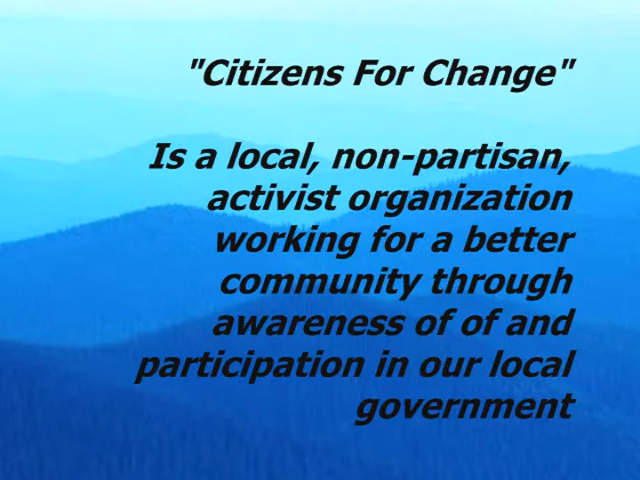 "Citizens For Change"
Is a local, non-partisan,
activist organization
working for a better
community through
awareness of of and
participation in our local
government